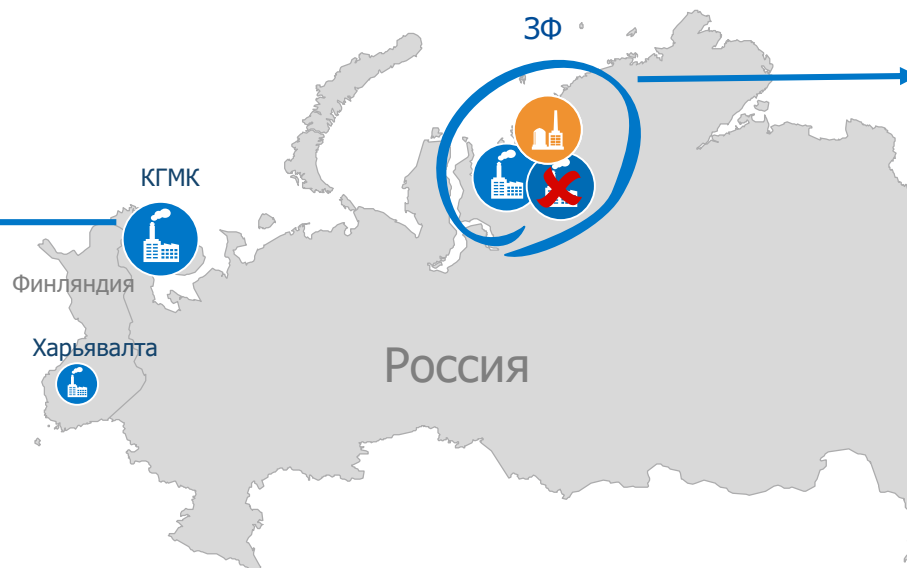 ЗФ
КГМК
Финляндия
Харьявалта
Россия